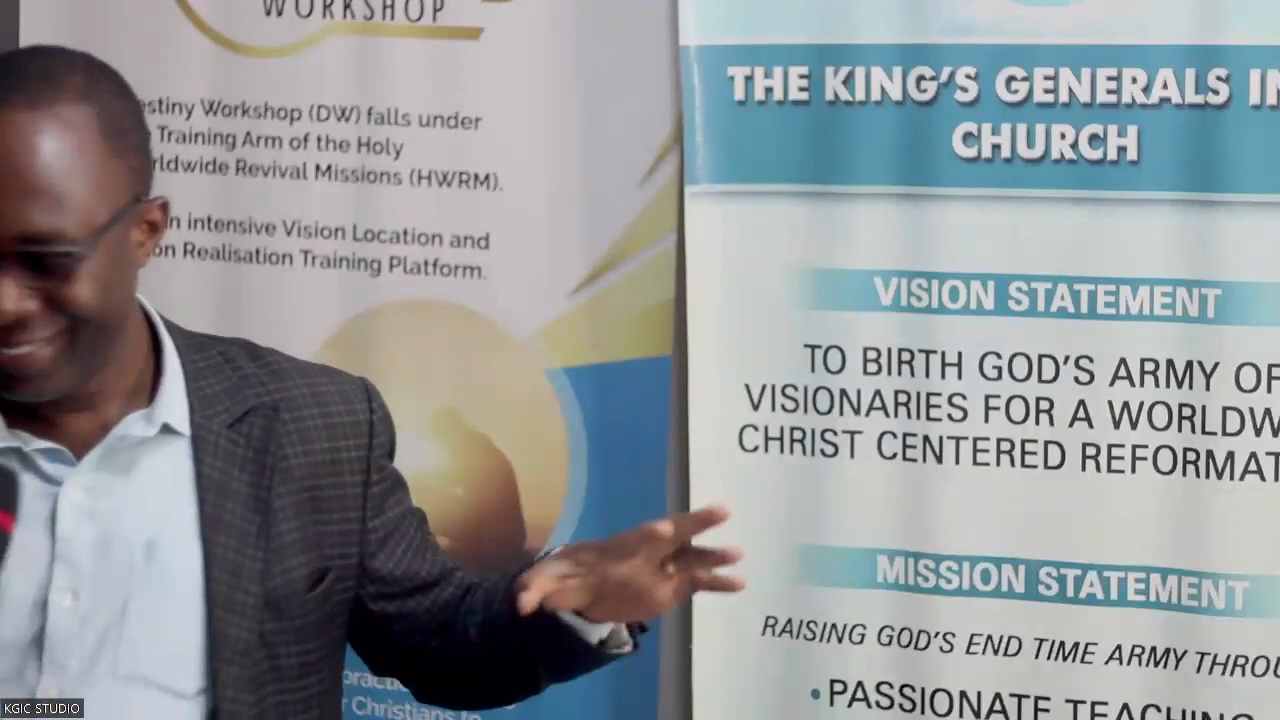 WORKSHOP
estiny Workshop (DW) falls under
Training Arm of the Holy
rldwide Revival Missions (HWRM).
n intensive Vision Location and
on Realisation Training Platform.
r Christians to
THE KING'S GENERALS IN
CHURCH
VISION STATEMENT
TO BIRTH GOD'S ARMY OF
VISIONARIES FOR A WORLDW
CHRIST CENTERED REFORMAT
MISSION STATEMENT
RAISING GOD'S END TIME ARMY THROU
•PASSIONATE TEACHING
KGIC STUDIO